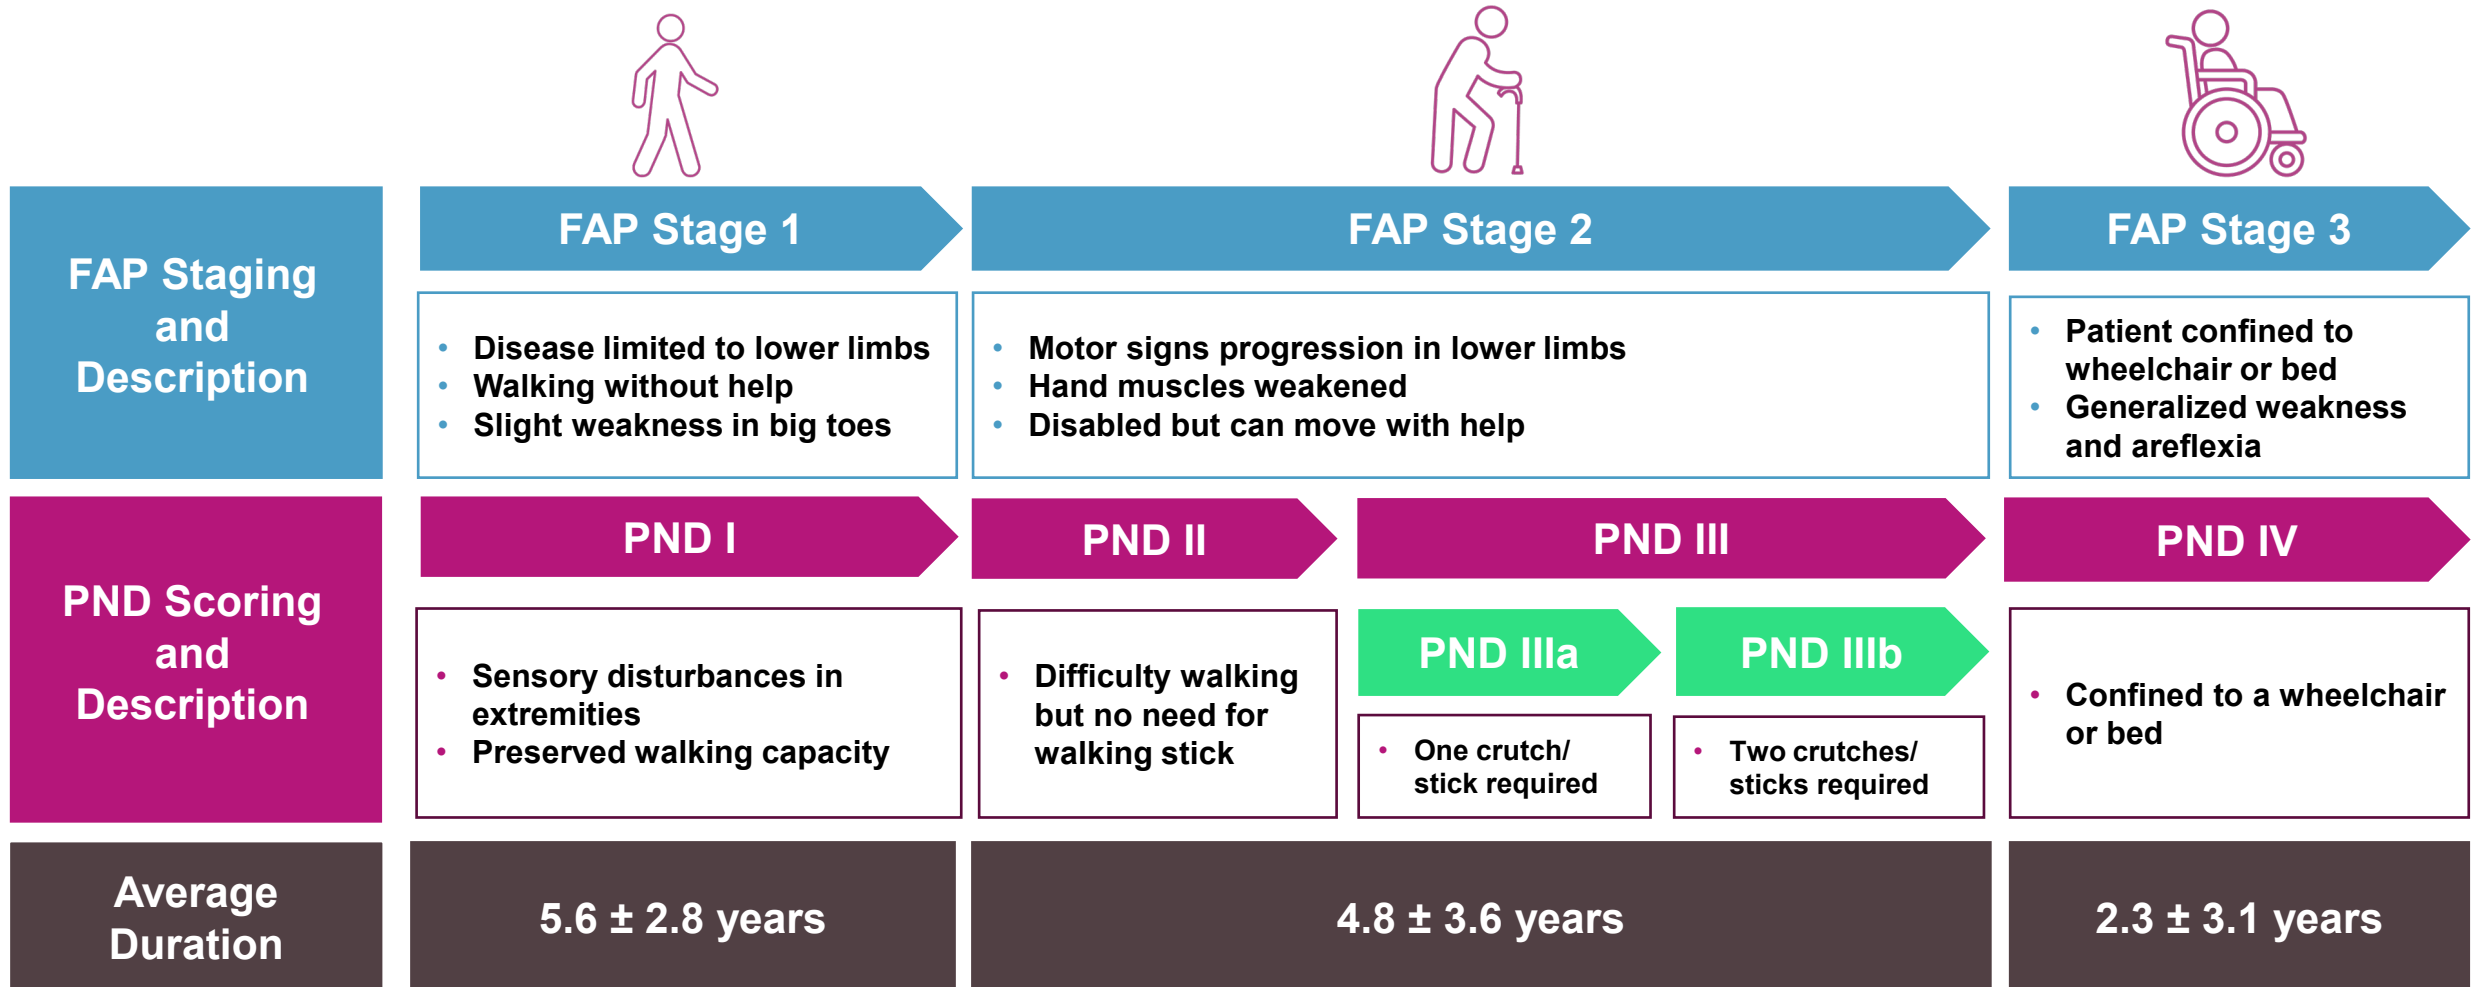 FAP Staging
and
Description
FAP Stage 1
FAP Stage 2
FAP Stage 3
• Disease limited to lower limbs
• Walking without help
• Slight weakness in big toes
• Motor signs progression in lower limbs
• Hand muscles weakened
• Disabled but can move with help
• Patient confined to
wheelchair or bed
• Generalized weakness
and areflexia
PND Scoring
and
Description
PND I
PND II
PND III
PND IV
• Sensory disturbances in
extremities
• Preserved walking capacity
• Difficulty walking
but no need for
walking stick
PND IIIa
• One crutch/
stick required
PND IIIb
• Two crutches/
sticks required
• Confined to a wheelchair
or bed
Average
Duration
5.6 ± 2.8 years
4.8 ± 3.6 years
2.3 ± 3.1 years